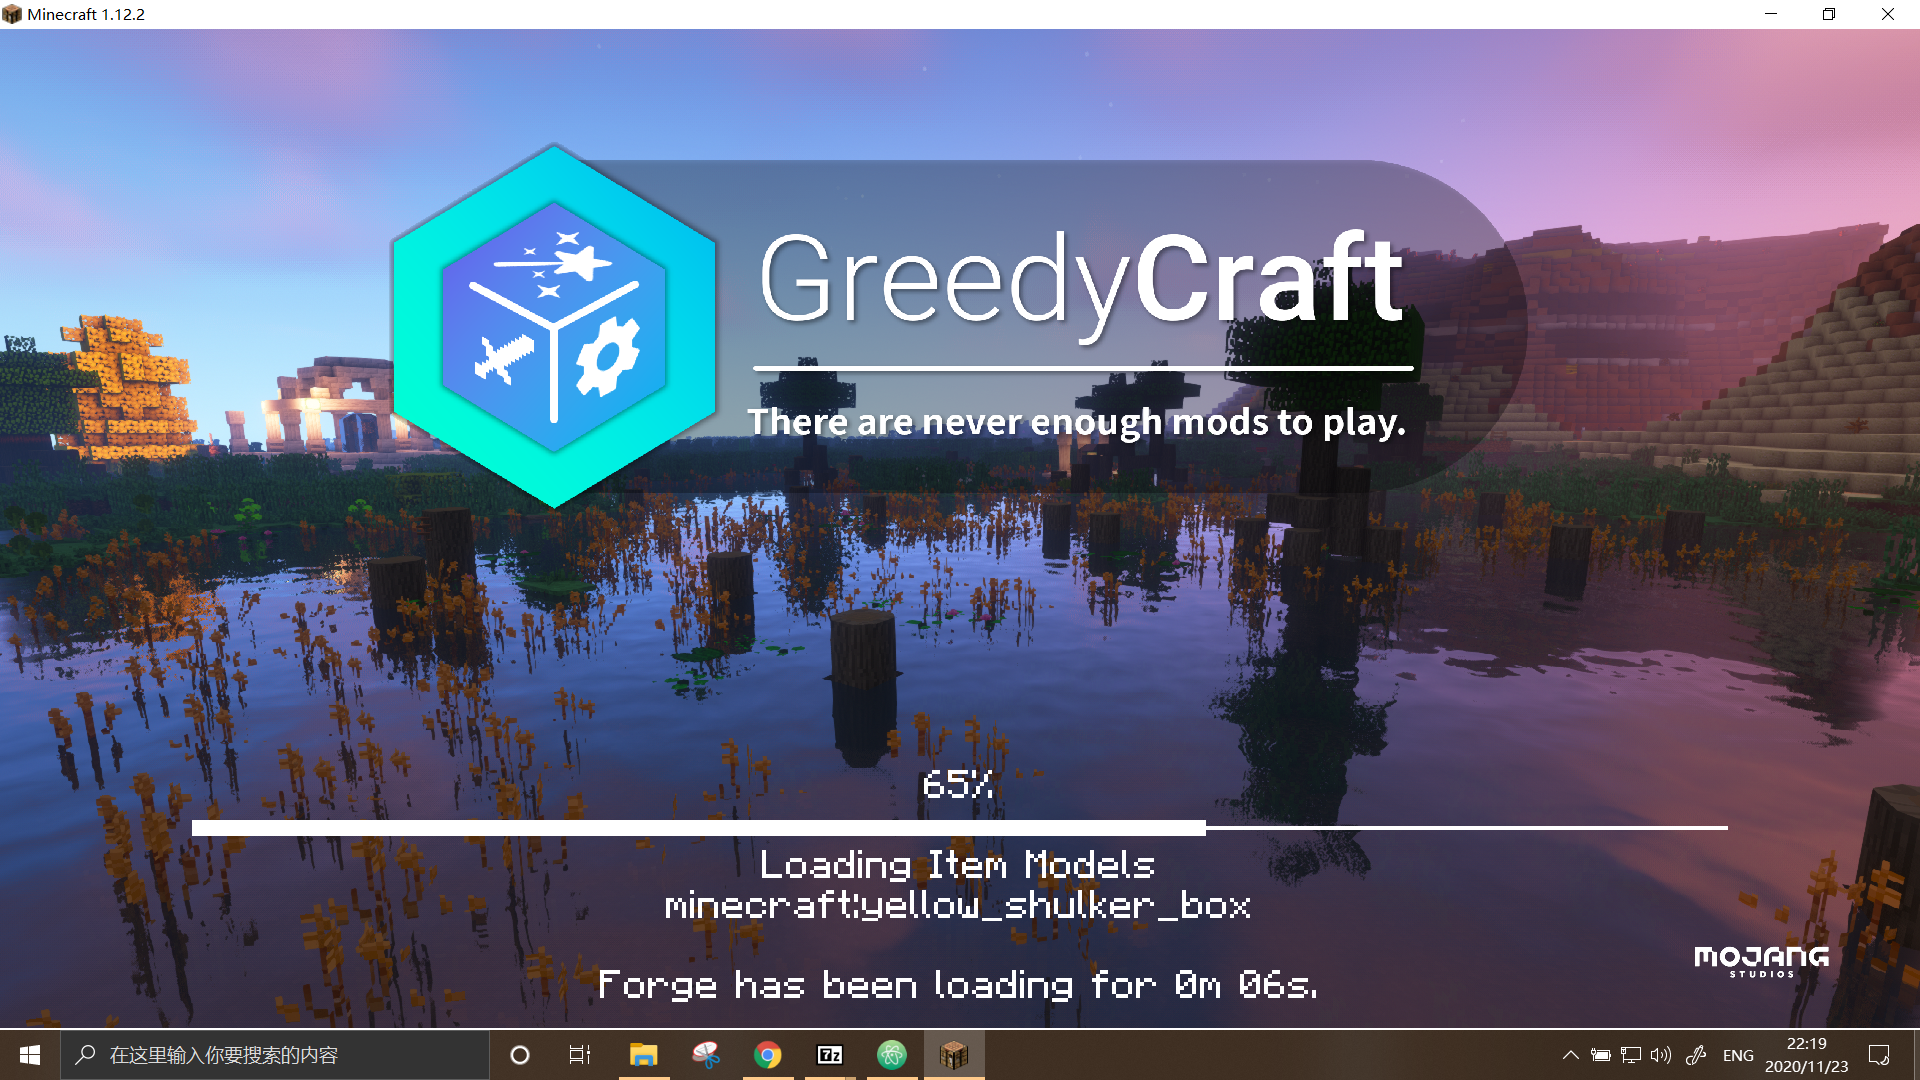 Minecraft 1.12.2
GreedyCraft
There are never enough mods to play.
65%
Loading Item Models
minecraft:yellow_shulker_box
Forge has been loading for 0m 06s.
MOJANG
STUDIOS
在这里输入你要搜索的内容
7z
ENG
22:19
2020/11/23